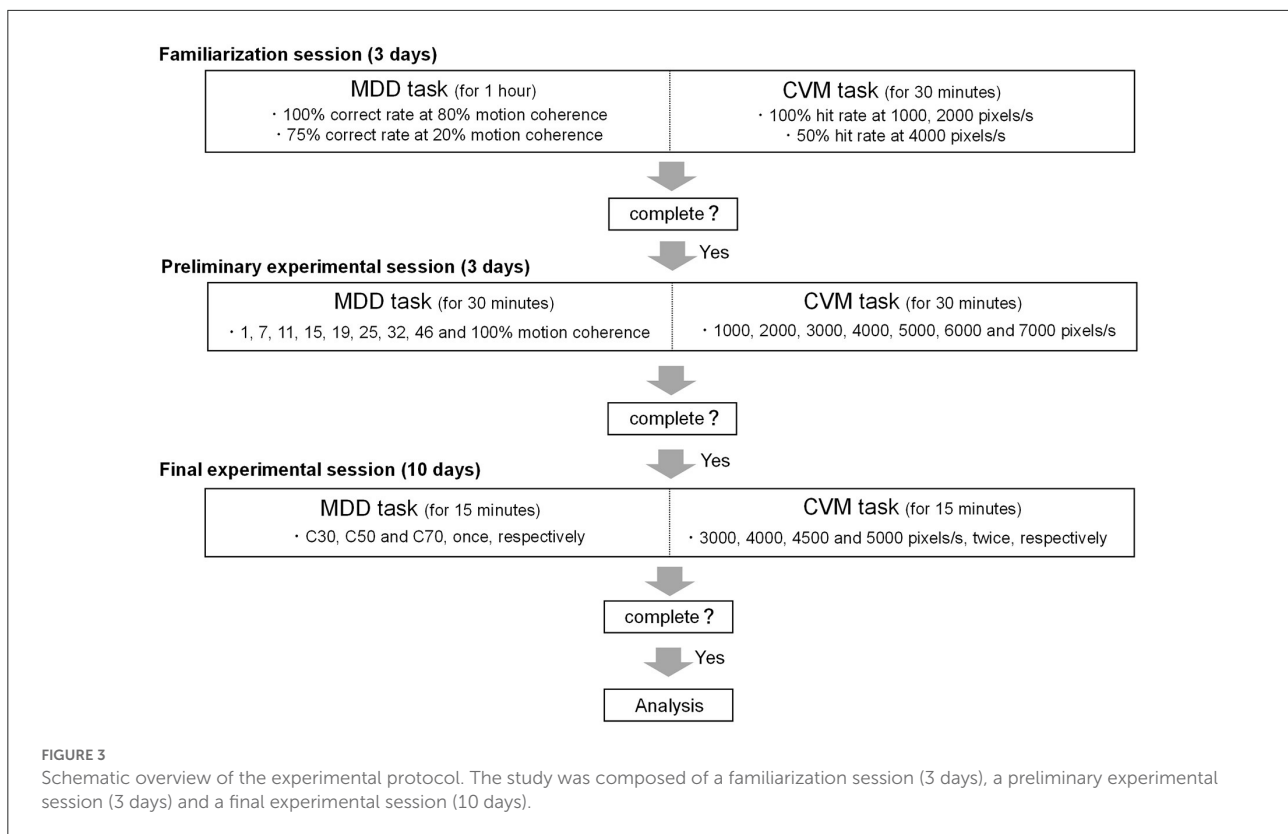 Familiarization session (3 days)
MDD task (for 1 hour)
・100% correct rate at 80% motion coherence
・75% correct rate at 20% motion coherence
CVM task (for 30 minutes)
・100% hit rate at 1000, 2000 pixels/s
・50% hit rate at 4000 pixels/s
complete ?
Yes
Preliminary experimental session (3 days)
MDD task (for 30 minutes)
・1, 7, 11, 15, 19, 25, 32, 46 and 100% motion coherence
CVM task (for 30 minutes)
・1000, 2000, 3000, 4000, 5000, 6000 and 7000 pixels/s
complete ?
Yes
Final experimental session (10 days)
MDD task (for 15 minutes)
・C30, C50 and C70, once, respectively
CVM task (for 15 minutes)
・3000, 4000, 4500 and 5000 pixels/s, twice, respectively
complete ?
Yes
Analysis
FIGURE 3
Schematic overview of the experimental protocol. The study was composed of a familiarization session (3 days), a preliminary experimental
session (3 days) and a final experimental session (10 days).